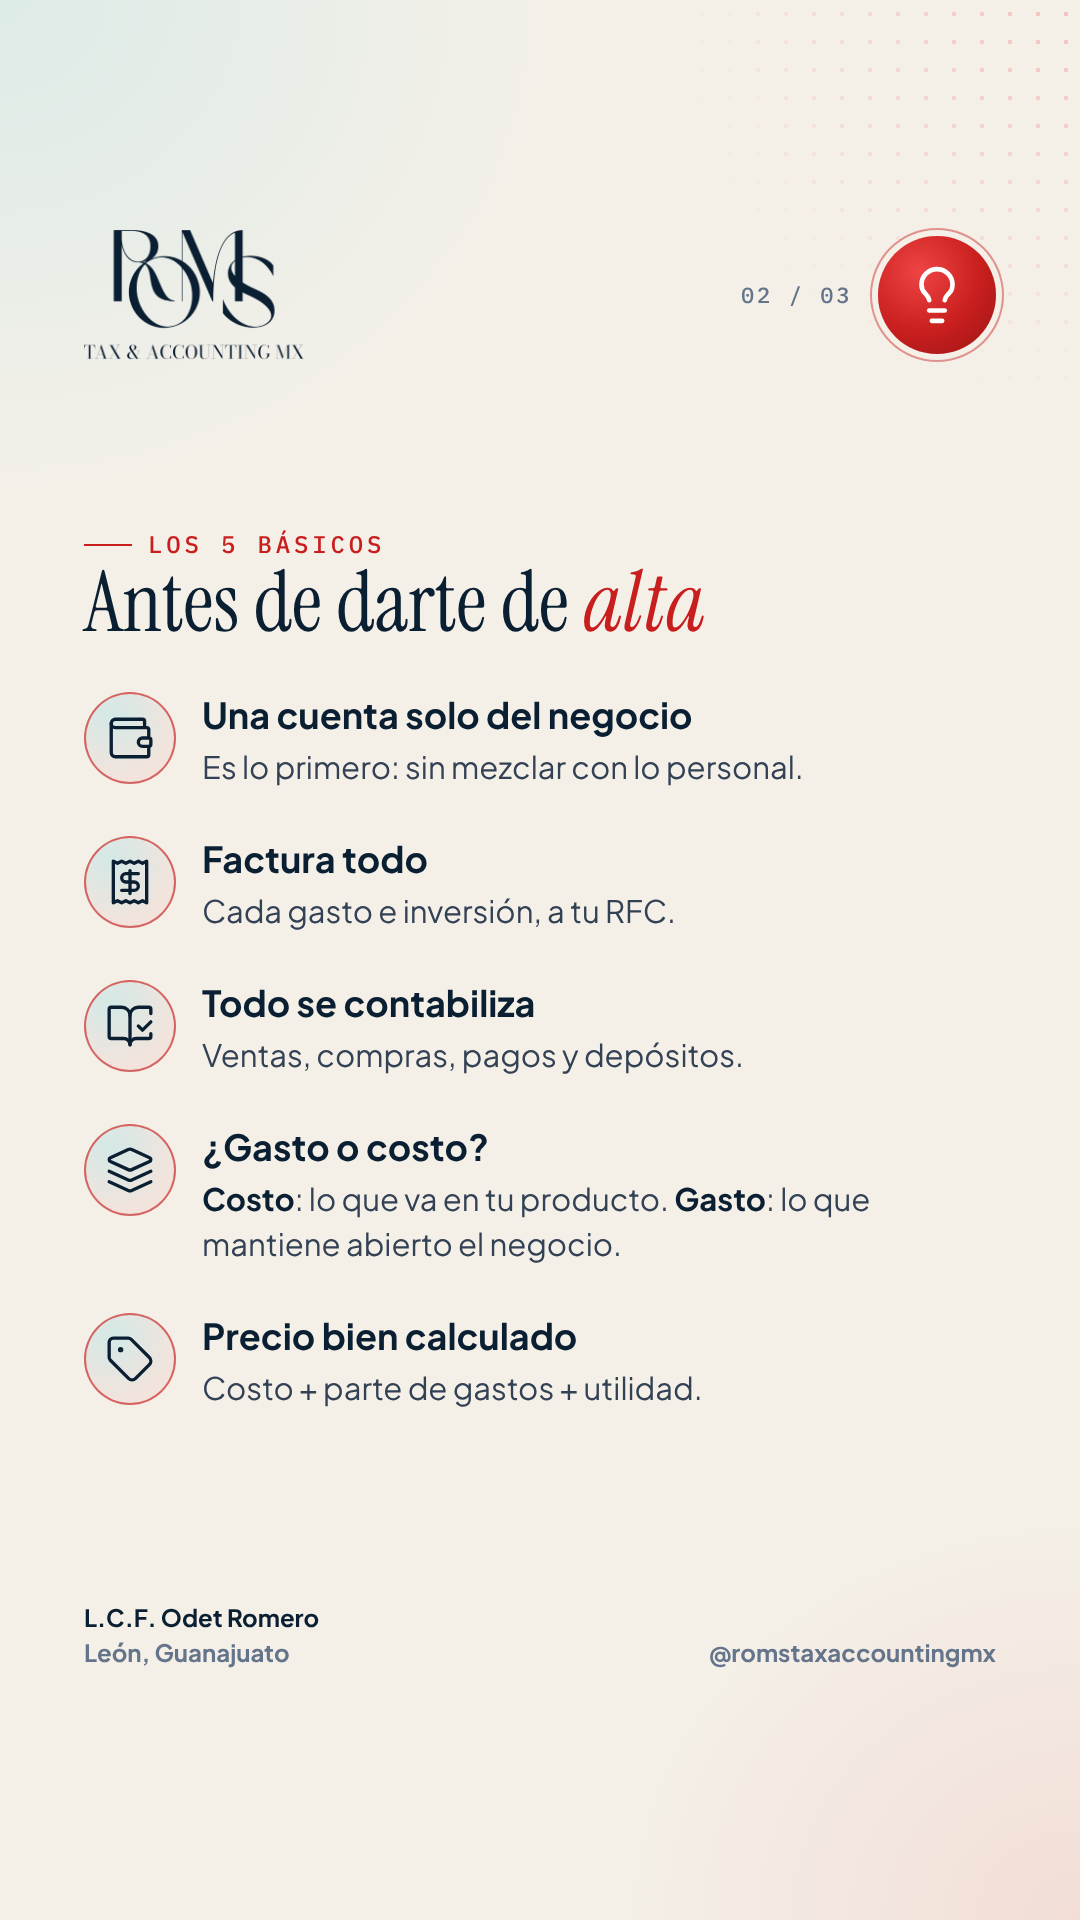 ROMS
TAX & ACCOUNTING MX
02 / 03
LOS 5 BÁSICOS
Antes de darte de alta
Una cuenta solo del negocio
Es lo primero: sin mezclar con lo personal.
Factura todo
Cada gasto e inversión, a tu RFC.
Todo se contabiliza
Ventas, compras, pagos y depósitos.
¿Gasto o costo?
Costo: lo que va en tu producto. Gasto: lo que
mantiene abierto el negocio.
Precio bien calculado
Costo + parte de gastos + utilidad.
L.C.F. Odet Romero
León, Guanajuato
@romstaxaccountingmx